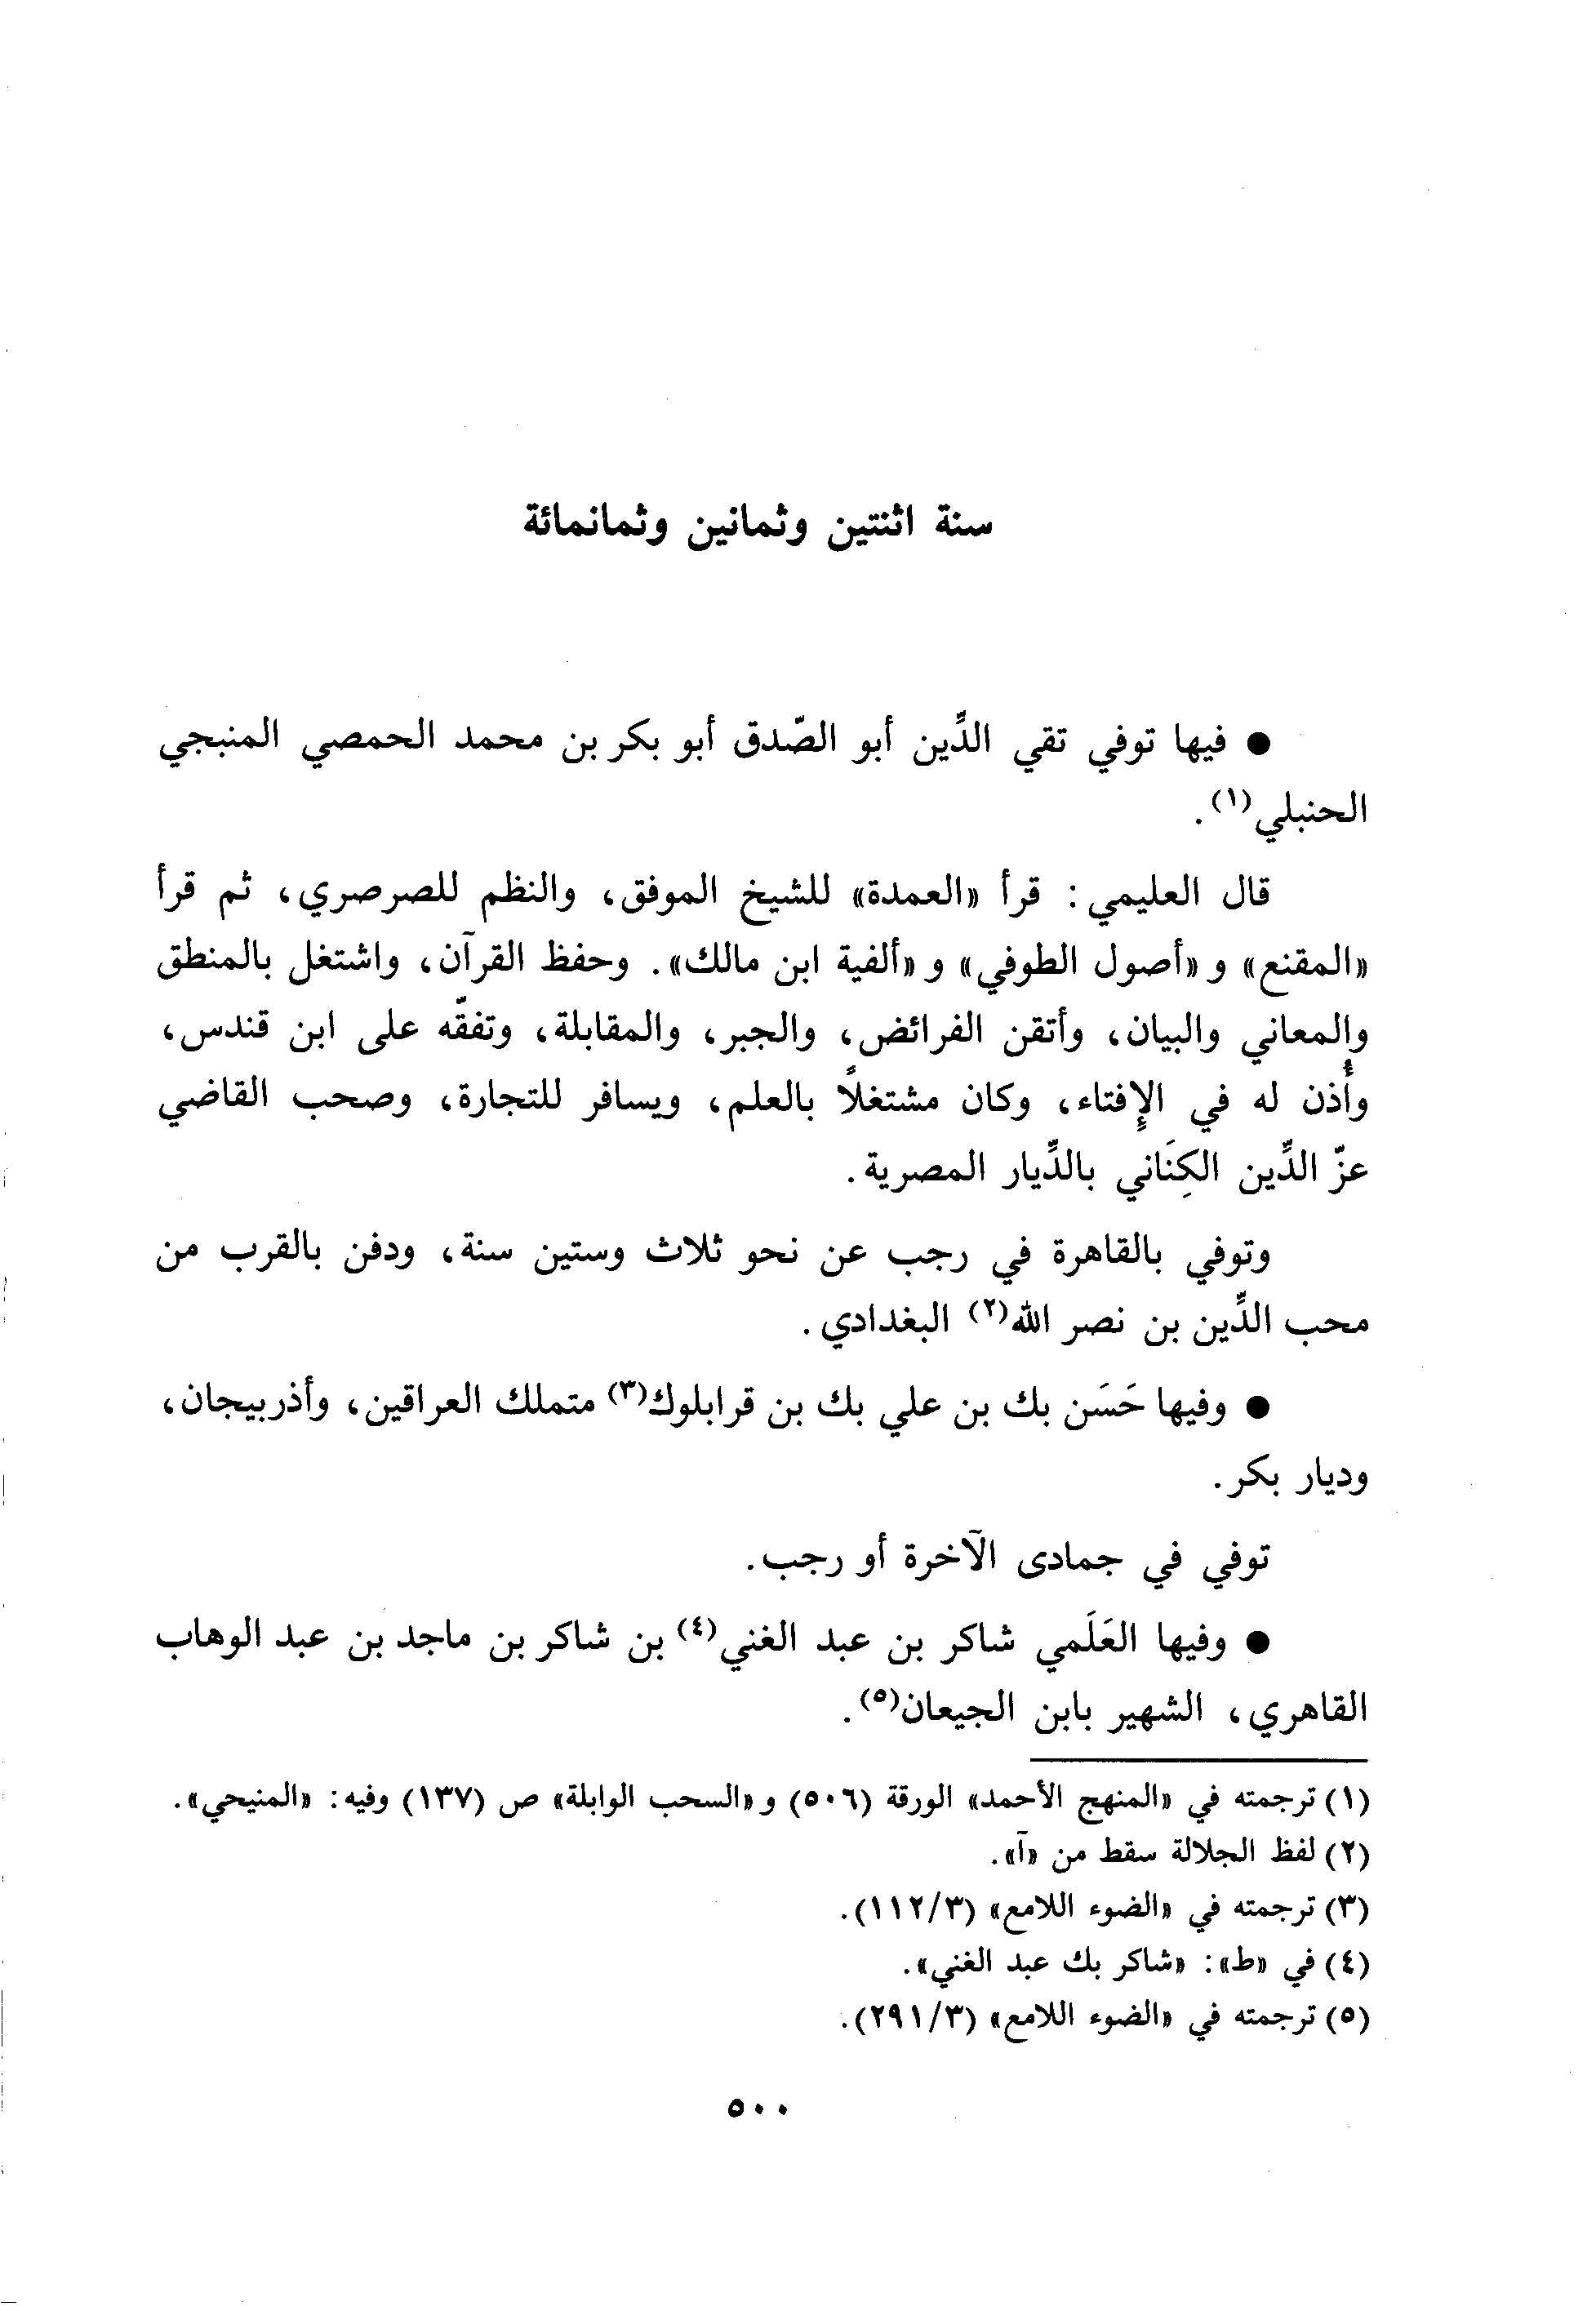 سنة اثنتين وثمانين وثمانمائة
● فيها توفي تقي الدِّين أبو الصّدق أبو بكر بن محمد الحمصي المنبجي
الحنبلي(١).
قال العليمي: قرأ «العمدة» للشيخ الموفق، والنظم للصرصري، ثم قرأ
«المقنع» و «أصول الطوفي» و «ألفية ابن مالك». وحفظ القرآن، واشتغل بالمنطق
والمعاني والبيان، وأتقن الفرائض، والجبر، والمقابلة، وتفقّه على ابن قندس،
وأُذن له في الإِفتاء، وكان مشتغلاً بالعلم، ويسافر للتجارة، وصحب القاضي
عزّ الدِّين الكِنَاني بالدِّيار المصرية.
وتوفي بالقاهرة في رجب عن نحو ثلاث وستين سنة، ودفن بالقرب من
محب الدِّين بن نصر الله(٢) البغدادي.
● وفيها حَسَن بك بن علي بك بن قرابلوك(٣) متملك العراقين، وأذربيجان،
وديار بكر.
توفي في جمادى الآخرة أو رجب.
● وفيها العَلَمي شاكر بن عبد الغني(٤) بن شاكر بن ماجد بن عبد الوهاب
القاهري، الشهير بابن الجيعان(٥).
(١) ترجمته في «المنهج الأحمد» الورقة (٥٠٦) و «السحب الوابلة» ص (١٣٧) وفيه: «المنيحي».
(٢) لفظ الجلالة سقط من «آ».
(٣) ترجمته في «الضوء اللامع» (١١٢/٣).
(٤) في «ط»: «شاكر بك عبد الغني».
(٥) ترجمته في «الضوء اللامع» (٢٩١/٣).
٥٠٠